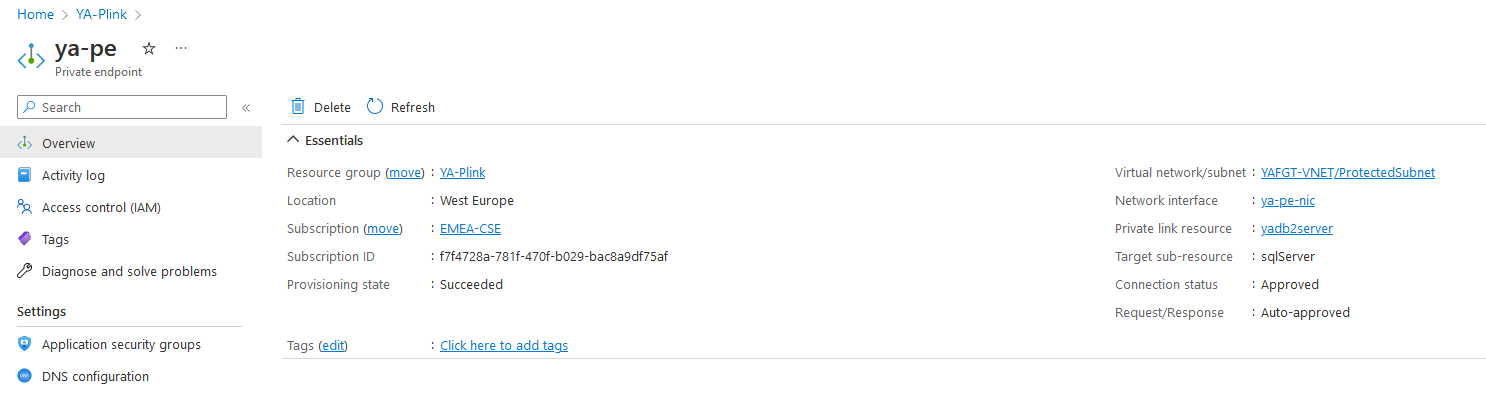 Home > YA-Plink >
ya-pe ☆ ...
Private endpoint
Search «
Delete Refresh
Overview
Activity log
Access control (IAM)
Tags
Diagnose and solve problems
Settings
Application security groups
DNS configuration
Essentials
Resource group (move) : YA-Plink
Location : West Europe
Subscription (move) : EMEA-CSE
Subscription ID : f7f4728a-781f-470f-b029-bac8a9df75af
Provisioning state : Succeeded
Virtual network/subnet : YAFGT-VNET/ProtectedSubnet
Network interface : ya-pe-nic
Private link resource : yadb2server
Target sub-resource : sqlServer
Connection status : Approved
Request/Response : Auto-approved
Tags (edit) : Click here to add tags